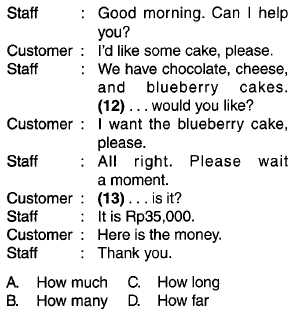 Staff : Good morning. Can I help
you?
Customer : I'd like some cake, please.
Staff : We have chocolate, cheese,
and blueberry cakes.
(12) . . . would you like?
Customer : I want the blueberry cake,
please.
Staff : All right. Please wait
a moment.
Customer : (13) . . . is it?
Staff : It is Rp35,000.
Customer : Here is the money.
Staff : Thank you.
A. How much C. How long
B. How many D. How far